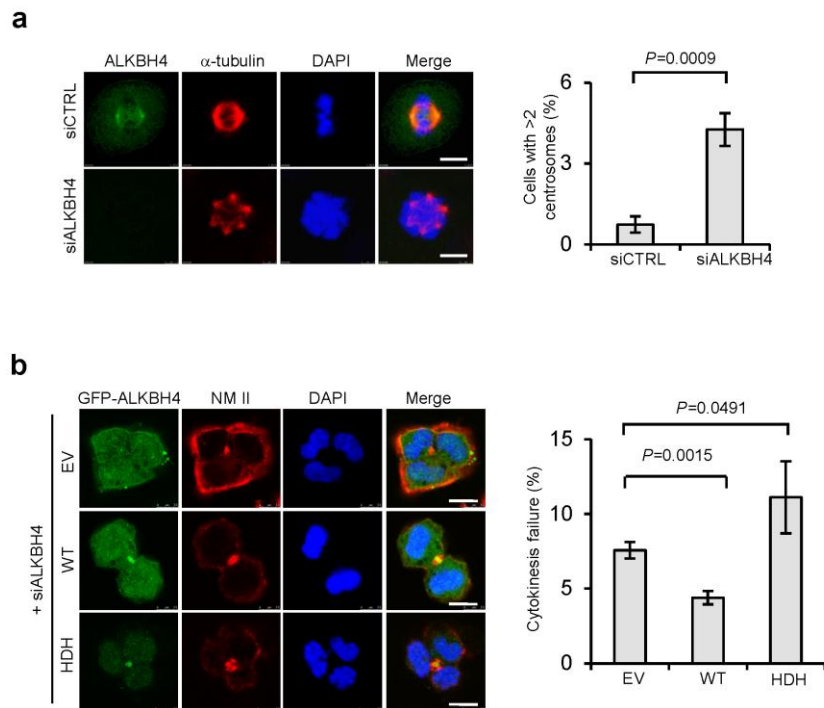 a
ALKBH4 α-tubulin DAPI Merge
siCTRL
siALKBH4
P=0.0009
Cells with >2
centrosomes (%)
6
3
0
siCTRL siALKBH4
b
GFP-ALKBH4 NM II DAPI Merge
+ siALKBH4
EV
WT
HDH
P=0.0491
P=0.0015
Cytokinesis failure (%)
15
10
5
0
EV WT HDH